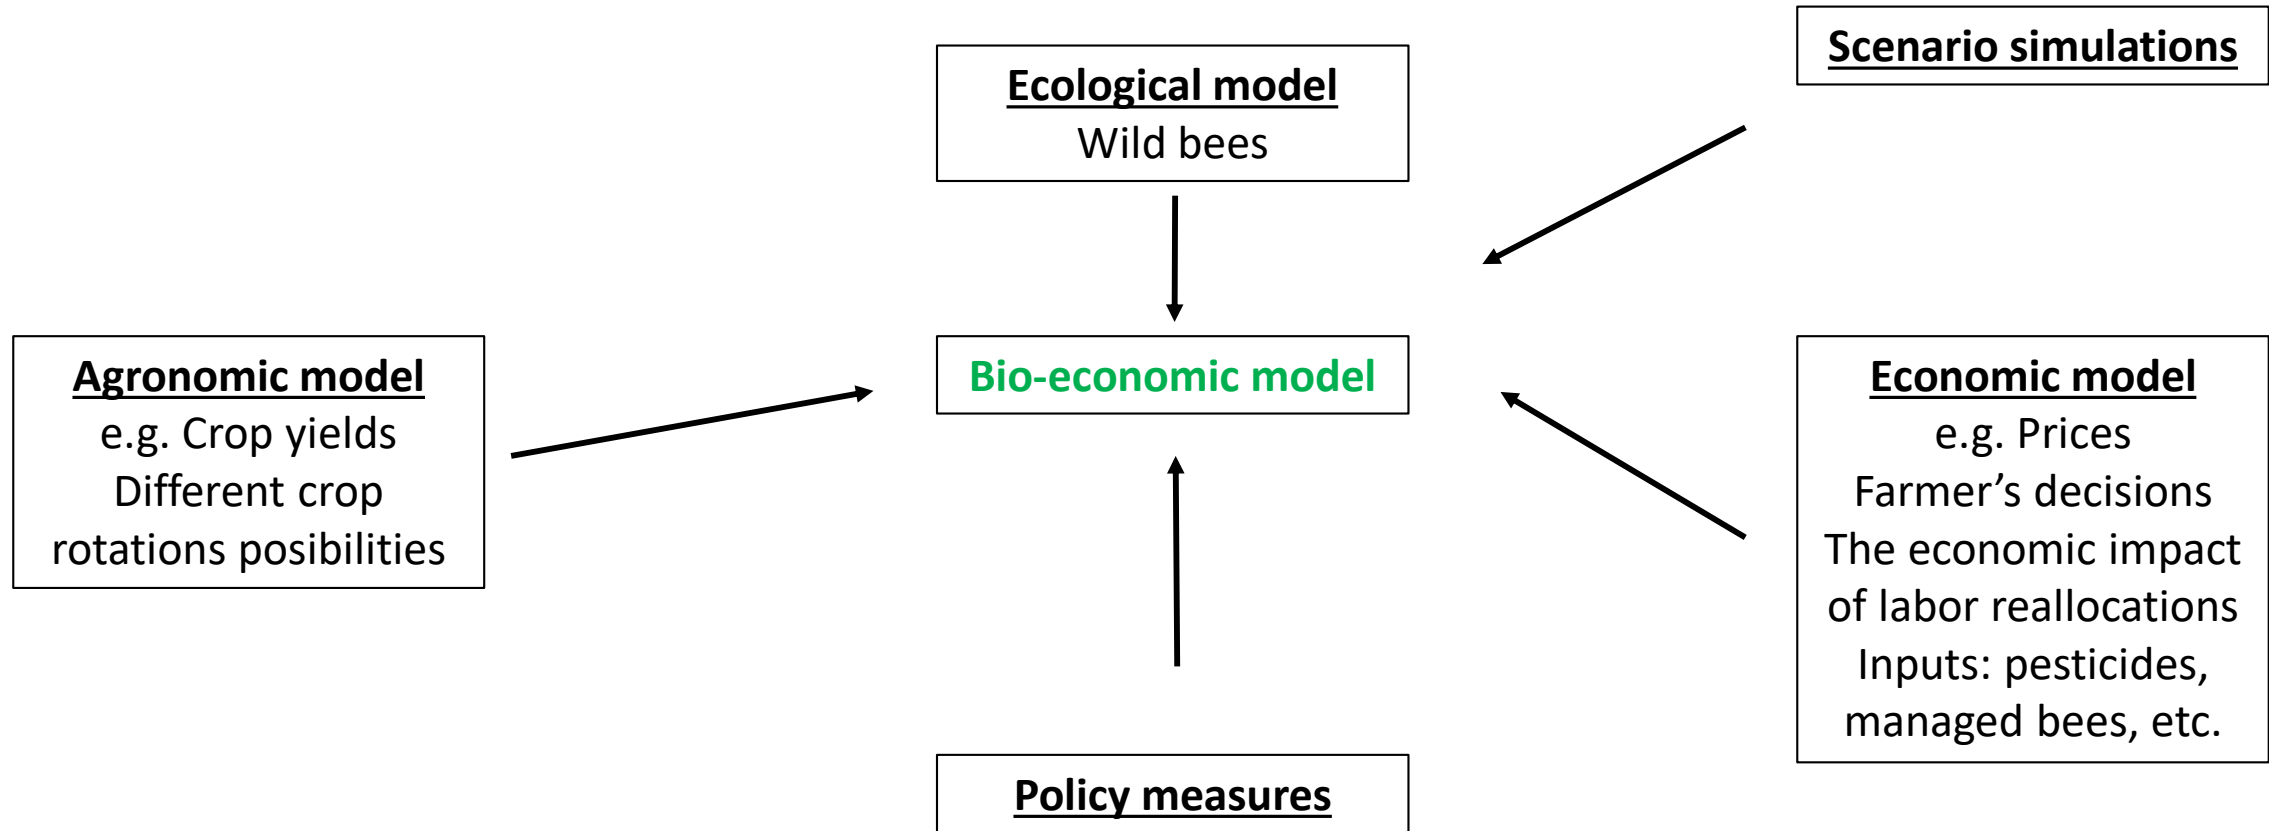 Scenario simulations
Ecological model
Wild bees
Agronomic model
e.g. Crop yields
Different crop
rotations posibilities
Bio-economic model
Economic model
e.g. Prices
Farmer’s decisions
The economic impact
of labor reallocations
Inputs: pesticides,
managed bees, etc.
Policy measures